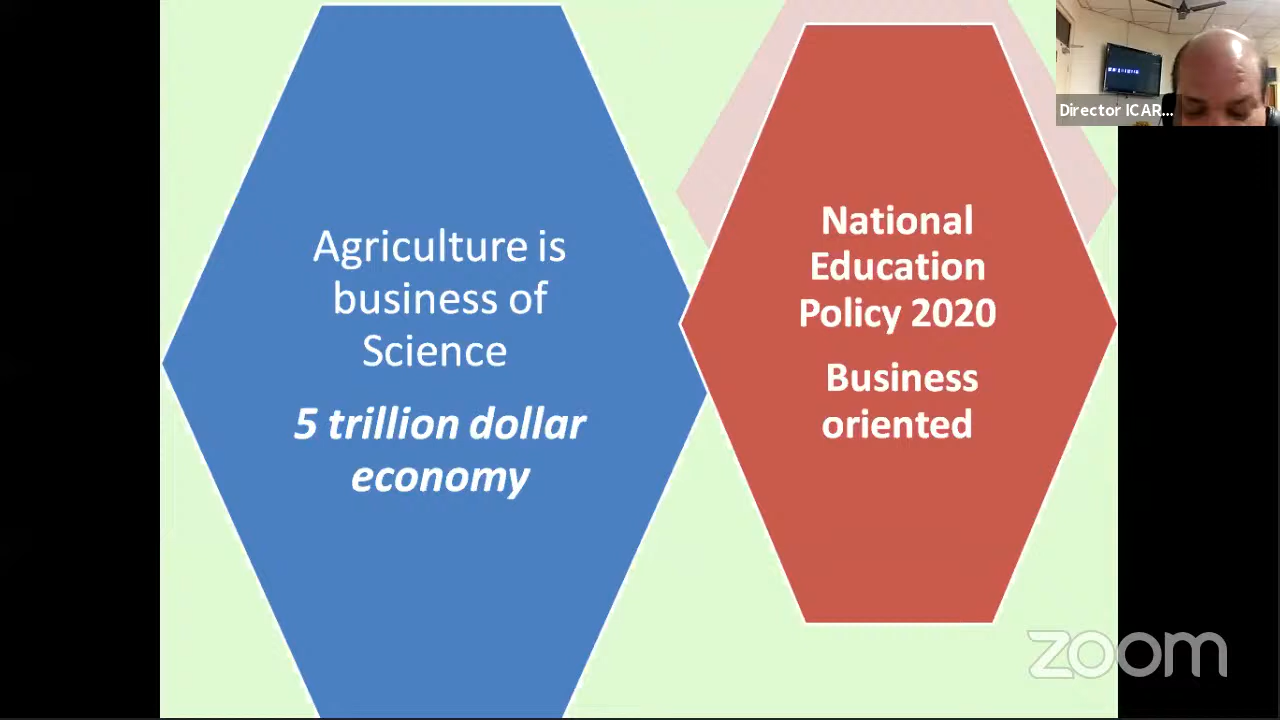 Agriculture is
business of
Science
5 trillion dollar
economy
National
Education
Policy 2020
Business
oriented
Director ICAR...
zoom